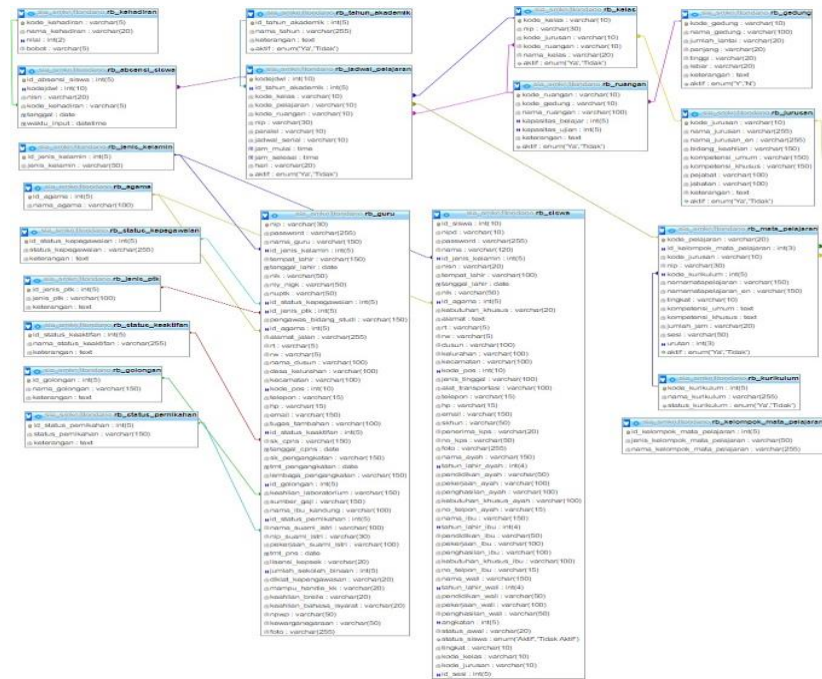 rb_kehadiran
kode_kehadiran : varchar(5)
nama_kehadiran : varchar(20)
nilai : int(2)
bobot : varchar(5)
rb_tahun_akademik
id_tahun_akademik : int(5)
nama_tahun : varchar(255)
keterangan : text
aktif : enum('Ya','Tidak')
rb_kelas
kode_kelas : varchar(10)
nip : varchar(30)
kode_jurusan : varchar(10)
kode_ruangan : varchar(10)
nama_kelas : varchar(20)
aktif : enum('Ya','Tidak')
rb_gedung
kode_gedung : varchar(10)
nama_gedung : varchar(100)
jumlah_lantai : varchar(20)
panjang : varchar(20)
tinggi : varchar(20)
lebar : varchar(20)
keterangan : text
aktif : enum('Y','N')
rb_absensi_siswa
id_absensi_siswa : int(5)
kodejdwl : int(10)
nisn : varchar(20)
kode_kehadiran : varchar(5)
tanggal : date
waktu_input : datetime
rb_jadwal_pelajaran
kodejdwl : int(10)
id_tahun_akademik : int(5)
kode_kelas : varchar(10)
kode_pelajaran : varchar(10)
kode_ruangan : varchar(10)
nip : varchar(30)
paralel : varchar(10)
jadwal_serial : varchar(10)
jam_mulai : time
jam_selesai : time
hari : varchar(20)
aktif : enum('Ya','Tidak')
rb_ruangan
kode_ruangan : varchar(10)
kode_gedung : varchar(10)
nama_ruangan : varchar(100)
kapasitas_belajar : int(5)
kapasitas_ujian : int(5)
keterangan : text
aktif : enum('Ya','Tidak')
rb_jurusan
kode_jurusan : varchar(10)
nama_jurusan : varchar(255)
nama_jurusan_en : varchar(255)
bidang_keahlian : varchar(150)
kompetensi_umum : varchar(150)
kompetensi_khusus : varchar(150)
pejabat : varchar(100)
jabatan : varchar(100)
keterangan : text
aktif : enum('Ya','Tidak')
rb_jenis_kelamin
id_jenis_kelamin : int(5)
jenis_kelamin : varchar(50)
rb_agama
id_agama : int(5)
nama_agama : varchar(100)
rb_status_kepegawaian
id_status_kepegawaian : int(5)
status_kepegawaian : varchar(255)
keterangan : text
rb_jenis_ptk
id_jenis_ptk : int(5)
jenis_ptk : varchar(100)
keterangan : text
rb_status_keaktifan
id_status_keaktifan : int(5)
nama_status_keaktifan : varchar(255)
keterangan : text
rb_golongan
id_golongan : int(5)
nama_golongan : varchar(150)
keterangan : text
rb_status_pernikahan
id_status_pernikahan : int(5)
status_pernikahan : varchar(150)
keterangan : text
rb_guru
nip : varchar(30)
password : varchar(255)
nama_guru : varchar(150)
id_jenis_kelamin : int(5)
tempat_lahir : varchar(150)
tanggal_lahir : date
nik : varchar(50)
niy_nigk : varchar(50)
nuptk : varchar(50)
id_status_kepegawaian : int(5)
id_jenis_ptk : int(5)
pengawas_bidang_studi : varchar(150)
id_agama : int(5)
alamat_jalan : varchar(255)
rt : varchar(5)
rw : varchar(5)
nama_dusun : varchar(100)
desa_kelurahan : varchar(100)
kecamatan : varchar(100)
kode_pos : int(10)
telepon : varchar(15)
hp : varchar(15)
email : varchar(150)
tugas_tambahan : varchar(100)
id_status_keaktifan : int(5)
sk_cpns : varchar(150)
tanggal_cpns : date
sk_pengangkatan : varchar(150)
tmt_pengangkatan : date
lembaga_pengangkatan : varchar(150)
id_golongan : int(5)
keahlian_laboratorium : varchar(150)
sumber_gaji : varchar(150)
nama_ibu_kandung : varchar(100)
id_status_pernikahan : int(5)
nama_suami_istri : varchar(100)
nip_suami_istri : varchar(30)
pekerjaan_suami_istri : varchar(100)
tmt_pns : date
lisensi_kepsek : varchar(20)
jumlah_sekolah_binaan : int(5)
diklat_kepengawasan : varchar(20)
mampu_handle_kk : varchar(20)
keahlian_breile : varchar(20)
keahlian_bahasa_isyarat : varchar(20)
npwp : varchar(50)
kewarganegaraan : varchar(50)
foto : varchar(255)
rb_siswa
id_siswa : int(10)
nipd : varchar(10)
password : varchar(255)
nama : varchar(120)
id_jenis_kelamin : int(5)
nisn : varchar(20)
tempat_lahir : varchar(100)
tanggal_lahir : date
nik : varchar(50)
id_agama : int(5)
kebutuhan_khusus : varchar(20)
alamat : text
rt : varchar(5)
rw : varchar(5)
dusun : varchar(100)
kelurahan : varchar(100)
kecamatan : varchar(100)
kode_pos : int(10)
jenis_tinggal : varchar(100)
alat_transportasi : varchar(100)
telepon : varchar(15)
hp : varchar(15)
email : varchar(150)
skhun : varchar(50)
penerima_kps : varchar(20)
no_kps : varchar(50)
foto : varchar(255)
nama_ayah : varchar(150)
tahun_lahir_ayah : int(4)
pendidikan_ayah : varchar(50)
pekerjaan_ayah : varchar(100)
penghasilan_ayah : varchar(100)
kebutuhan_khusus_ayah : varchar(100)
no_telpon_ayah : varchar(15)
nama_ibu : varchar(150)
tahun_lahir_ibu : int(4)
pendidikan_ibu : varchar(50)
pekerjaan_ibu : varchar(100)
penghasilan_ibu : varchar(100)
kebutuhan_khusus_ibu : varchar(100)
no_telpon_ibu : varchar(15)
nama_wali : varchar(150)
tahun_lahir_wali : int(4)
pendidikan_wali : varchar(50)
pekerjaan_wali : varchar(100)
penghasilan_wali : varchar(50)
angkatan : int(5)
status_awal : varchar(20)
status_siswa : enum('Aktif','Tidak Aktif')
tingkat : varchar(10)
kode_kelas : varchar(10)
kode_jurusan : varchar(10)
id_sesi : int(5)
rb_mata_pelajaran
kode_pelajaran : varchar(20)
id_kelompok_mata_pelajaran : int(3)
kode_jurusan : varchar(10)
nip : varchar(30)
kode_kurikulum : int(5)
namamatapelajaran : varchar(150)
namamatapelajaran_en : varchar(150)
tingkat : varchar(10)
kompetensi_umum : text
kompetensi_khusus : text
jumlah_jam : varchar(20)
sesi : varchar(50)
urutan : int(3)
aktif : enum('Ya','Tidak')
rb_kurikulum
kode_kurikulum : int(5)
nama_kurikulum : varchar(255)
status_kurikulum : enum('Ya','Tidak')
rb_kelompok_mata_pelajaran
id_kelompok_mata_pelajaran : int(5)
jenis_kelompok_mata_pelajaran : varchar(50)
nama_kelompok_mata_pelajaran : varchar(255)